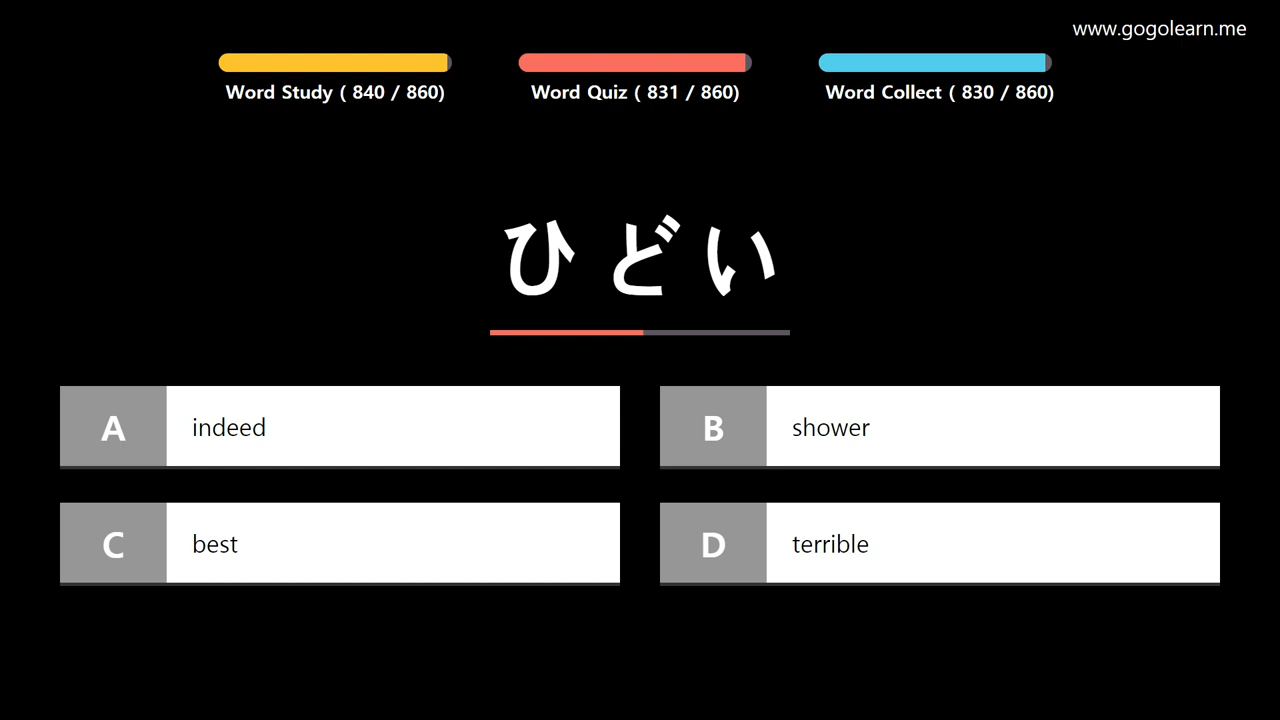 www.gogolearn.me
Word Study ( 840 / 860)
Word Quiz ( 831 / 860)
Word Collect ( 830 / 860)
ひどい
A indeed
B shower
C best
D terrible